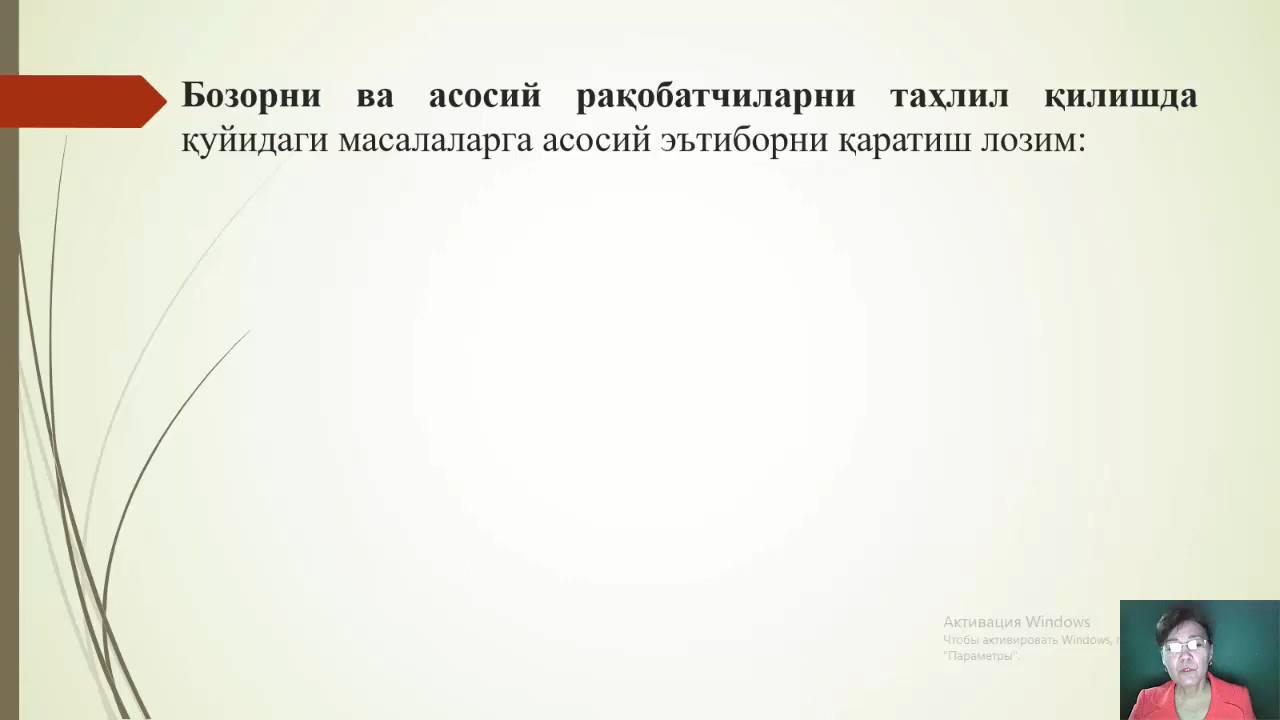 Бозорни ва асосий рақобатчиларни таҳлил қилишда
қуйидаги масалаларга асосий эътиборни қаратиш лозим:
Активация Windows
Чтобы активировать Windows, п
"Параметры".